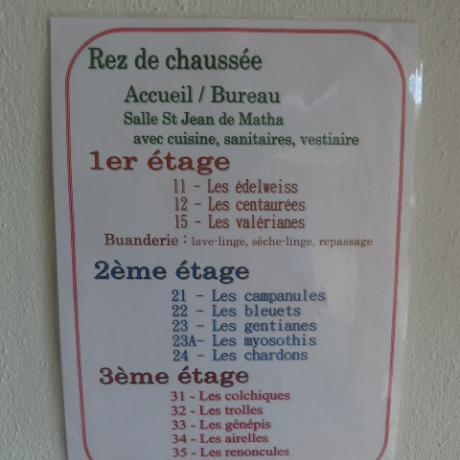 Rez de chaussée
Accueil / Bureau
Salle St Jean de Matha
avec cuisine, sanitaires, vestiaire
1er étage
11 - Les édelweiss
12 - Les centaurées
15 - Les valérianes
Buanderie : lave-linge, sèche-linge, repassage
2ème étage
21 - Les campanules
22 - Les bleuets
23 - Les gentianes
23A- Les myosothis
24 - Les chardons
3ème étage
31 - Les colchiques
32 - Les trolles
33 - Les génépis
34 - Les airelles
35 - Les renoncules